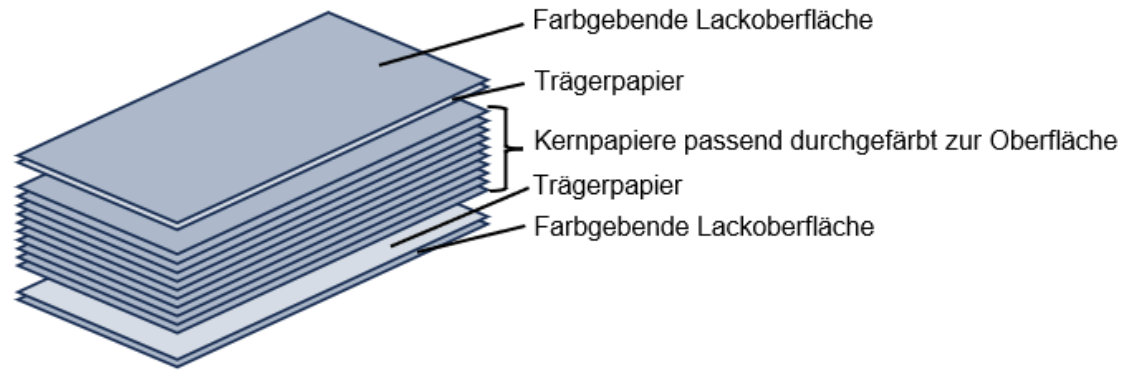 Farbgebende Lackoberfläche
Trägerpapier
Kernpapiere passend durchgefärbt zur Oberfläche
Trägerpapier
Farbgebende Lackoberfläche